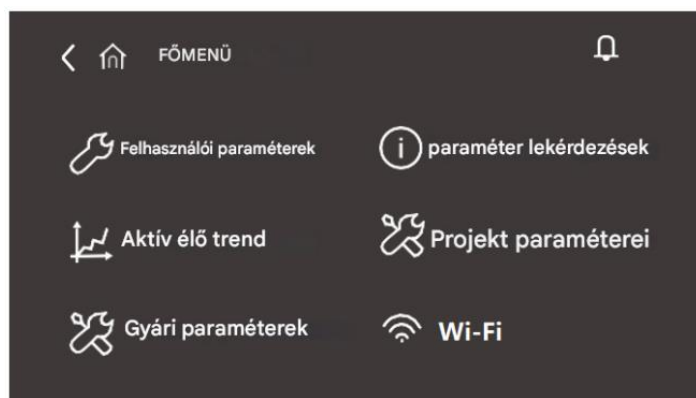 FŐMENÜ
Felhasználói paraméterek
paraméter lekérdezések
Aktív élő trend
Projekt paraméterei
Gyári paraméterek
Wi-Fi